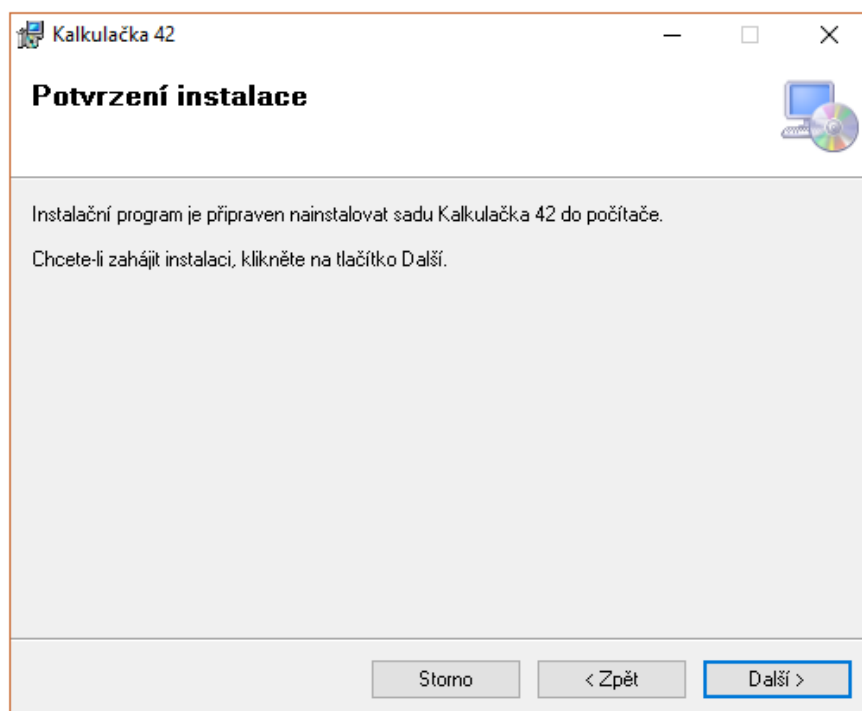 Kalkulačka 42
Potvrzení instalace
Instalační program je připraven nainstalovat sadu Kalkulačka 42 do počítače.
Chcete-li zahájit instalaci, klikněte na tlačítko Další.
Storno
< Zpět
Další >